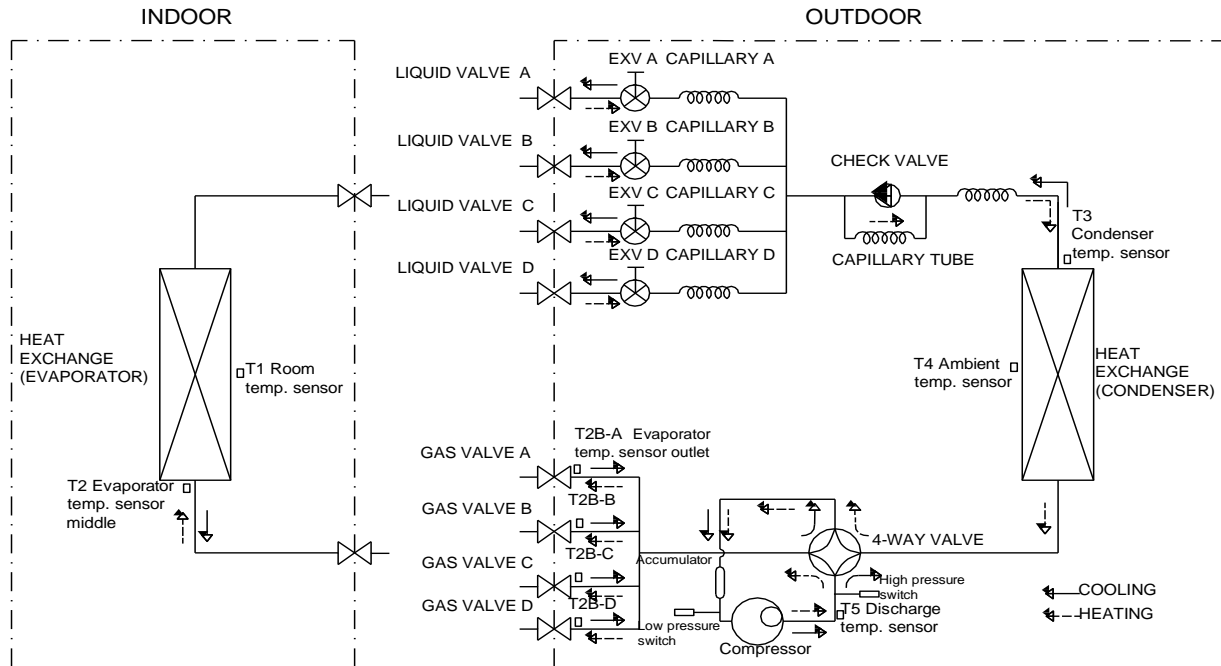 INDOOR
OUTDOOR
LIQUID VALVE A
EXV A CAPILLARY A
LIQUID VALVE B
EXV B CAPILLARY B
LIQUID VALVE C
EXV C CAPILLARY C
LIQUID VALVE D
EXV D CAPILLARY D
CHECK VALVE
CAPILLARY TUBE
T3
Condenser
temp. sensor
HEAT
EXCHANGE
(EVAPORATOR)
T1 Room
temp. sensor
T4 Ambient
temp. sensor
HEAT
EXCHANGE
(CONDENSER)
T2 Evaporator
temp. sensor
middle
GAS VALVE A
T2B-A Evaporator
temp. sensor outlet
GAS VALVE B
T2B-B
GAS VALVE C
T2B-C
GAS VALVE D
T2B-D
Accumulator
4-WAY VALVE
High pressure
switch
Low pressure
switch
T5 Discharge
temp. sensor
Compressor
COOLING
HEATING